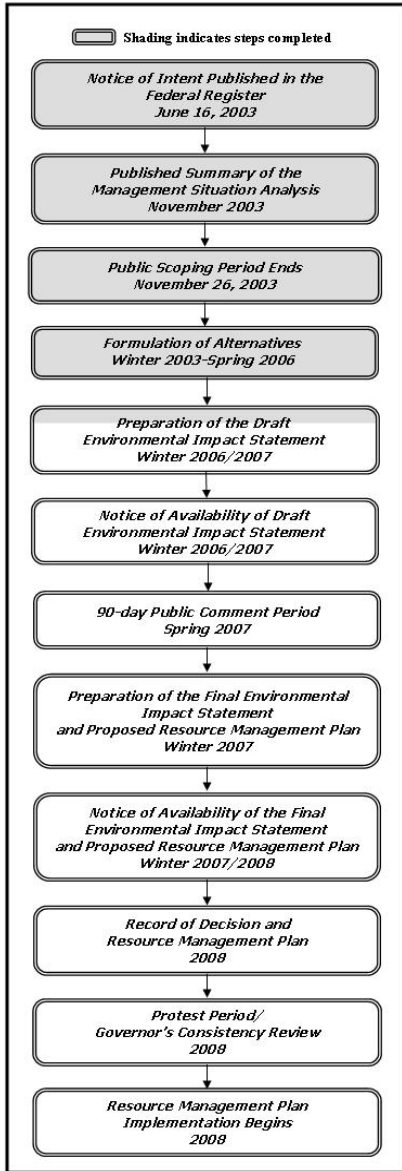 Shading indicates steps completed
Notice of Intent Published in the
Federal Register
June 16, 2003
Published Summary of the
Management Situation Analysis
November 2003
Public Scoping Period Ends
November 26, 2003
Formulation of Alternatives
Winter 2003-Spring 2006
Preparation of the Draft
Environmental Impact Statement
Winter 2006/2007
Notice of Availability of Draft
Environmental Impact Statement
Winter 2006/2007
90-day Public Comment Period
Spring 2007
Preparation of the Final Environmental
Impact Statement
and Proposed Resource Management Plan
Winter 2007
Notice of Availability of the Final
Environmental Impact Statement
and Proposed Resource Management Plan
Winter 2007/2008
Record of Decision and
Resource Management Plan
2008
Protest Period/
Governor's Consistency Review
2008
Resource Management Plan
Implementation Begins
2008